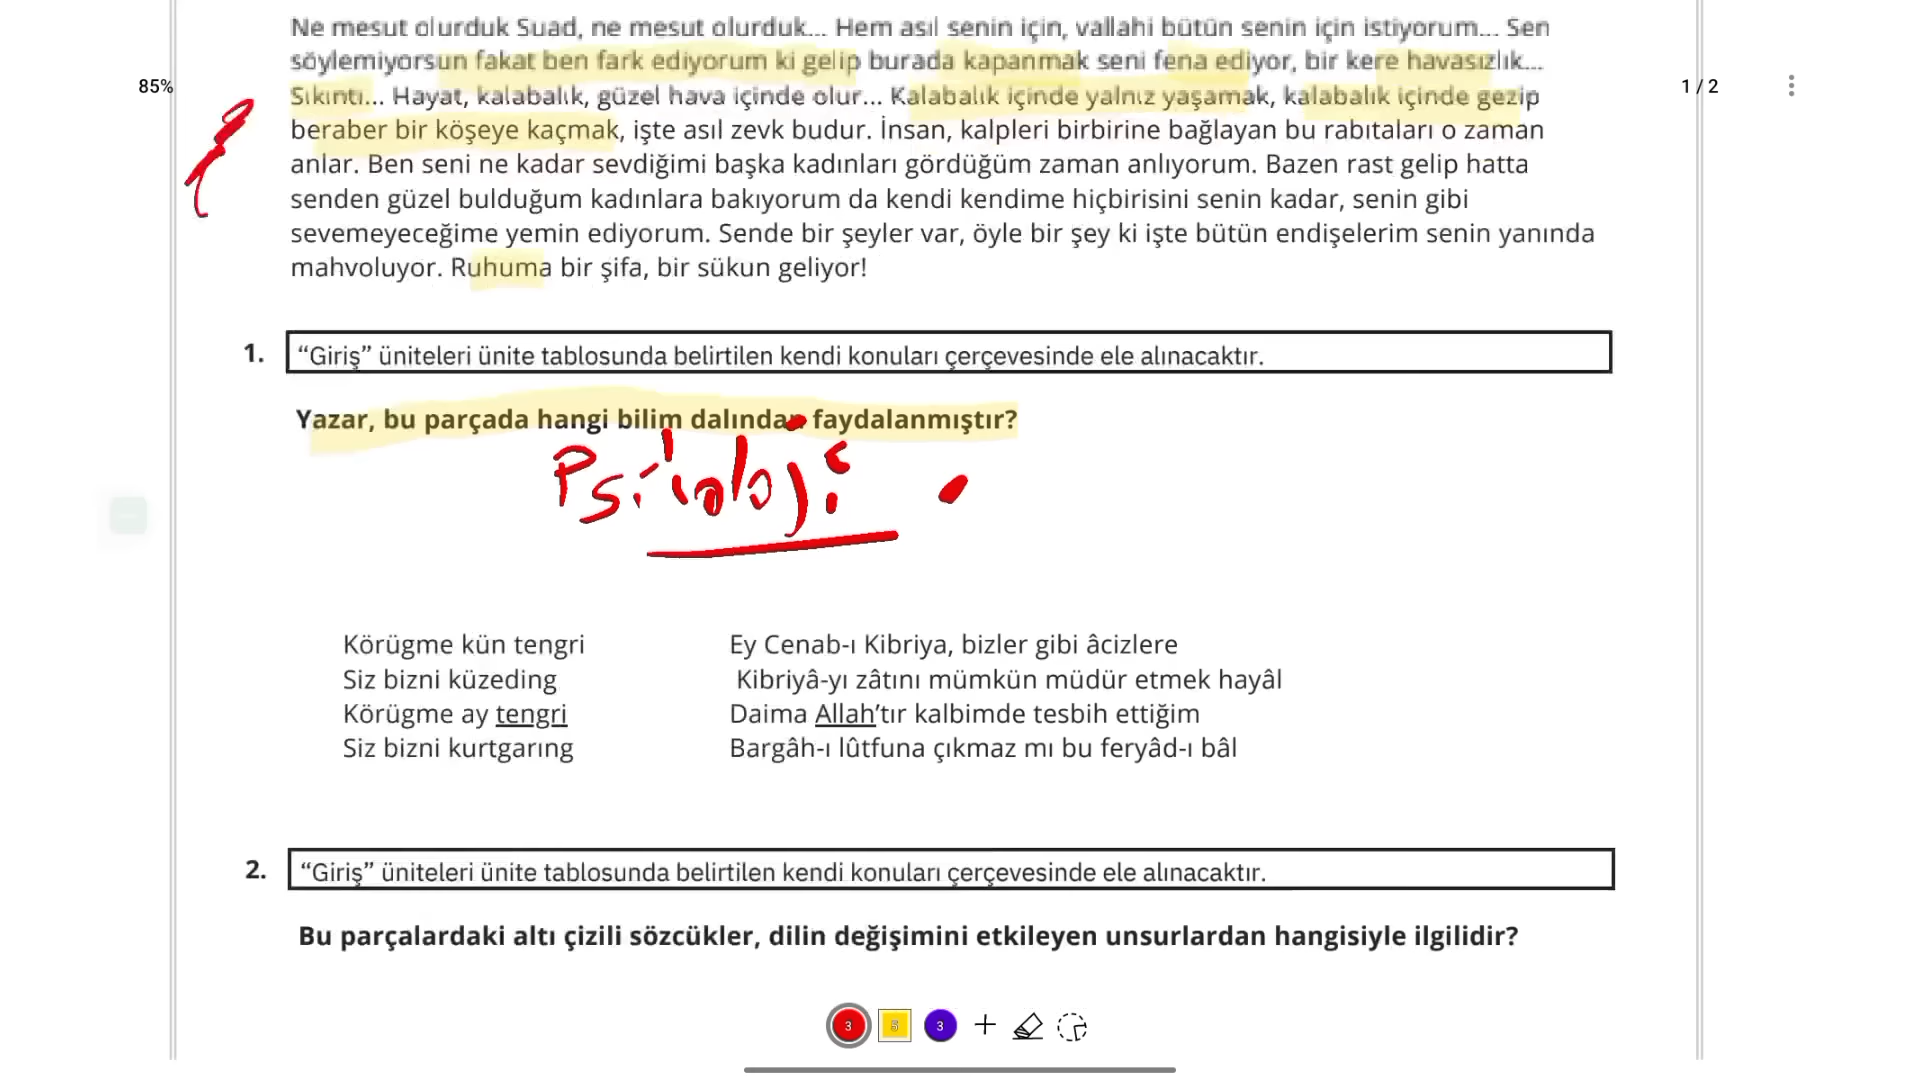 Ne mesut olurduk Suad, ne mesut olurduk... Hem asıl senin için, vallahi bütün senin için istiyorum... Sen
söylemiyorsun fakat ben fark ediyorum ki gelip burada kapanmak seni fena ediyor, bir kere havasızlık...
85%
1 / 2
Sıkıntı... Hayat, kalabalık, güzel hava içinde olur... Kalabalık içinde yalnız yaşamak, kalabalık içinde gezip
beraber bir köşeye kaçmak, işte asıl zevk budur. İnsan, kalpleri birbirine bağlayan bu rabıtaları o zaman
anlar. Ben seni ne kadar sevdiğimi başka kadınları gördüğüm zaman anlıyorum. Bazen rast gelip hatta
senden güzel bulduğum kadınlara bakıyorum da kendi kendime hiçbirisini senin kadar, senin gibi
sevemeyeceğime yemin ediyorum. Sende bir şeyler var, öyle bir şey ki işte bütün endişelerim senin yanında
mahvoluyor. Ruhuma bir şifa, bir sükun geliyor!
1. “Giriş” üniteleri ünite tablosunda belirtilen kendi konuları çerçevesinde ele alınacaktır.
Yazar, bu parçada hangi bilim dalından faydalanmıştır?
Psikoloji
Körügme kün tengri
Siz bizni küzeding
Körügme ay tengri
Siz bizni kurtgarıng
Ey Cenab-ı Kibriya, bizler gibi âcizlere
Kibriyâ-yı zâtını mümkün müdür etmek hayâl
Daima Allah’tır kalbimde tesbih ettiğim
Bargâh-ı lûtfuna çıkmaz mı bu feryâd-ı bâl
2. “Giriş” üniteleri ünite tablosunda belirtilen kendi konuları çerçevesinde ele alınacaktır.
Bu parçalardaki altı çizili sözcükler, dilin değişimini etkileyen unsurlardan hangisiyle ilgilidir?
3 5 3